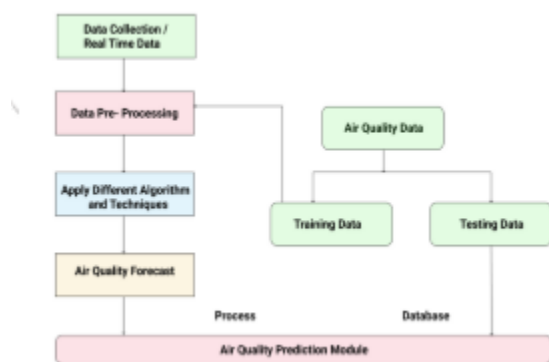 Data Collection /
Real Time Data
Data Pre- Processing
Air Quality Data
Apply Different Algorithm
and Techniques
Training Data
Testing Data
Air Quality Forecast
Process
Database
Air Quality Prediction Module